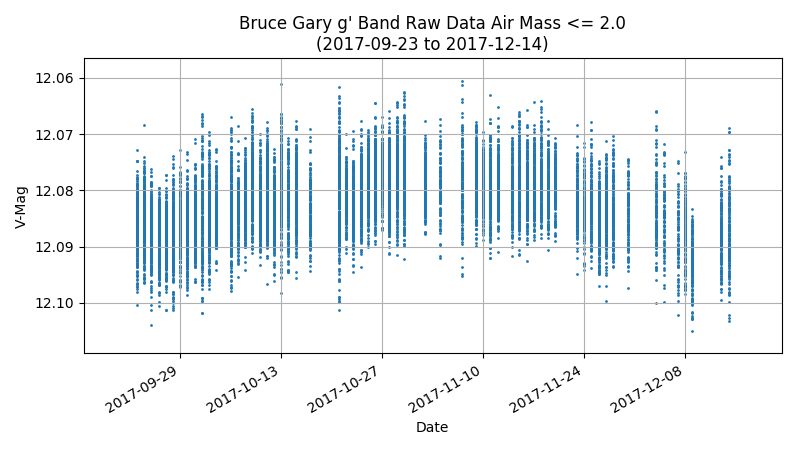 Bruce Gary g' Band Raw Data Air Mass <= 2.0
(2017-09-23 to 2017-12-14)
V-Mag
12.06
12.07
12.08
12.09
12.10
2017-09-29
2017-10-13
2017-10-27
2017-11-10
2017-11-24
2017-12-08
Date